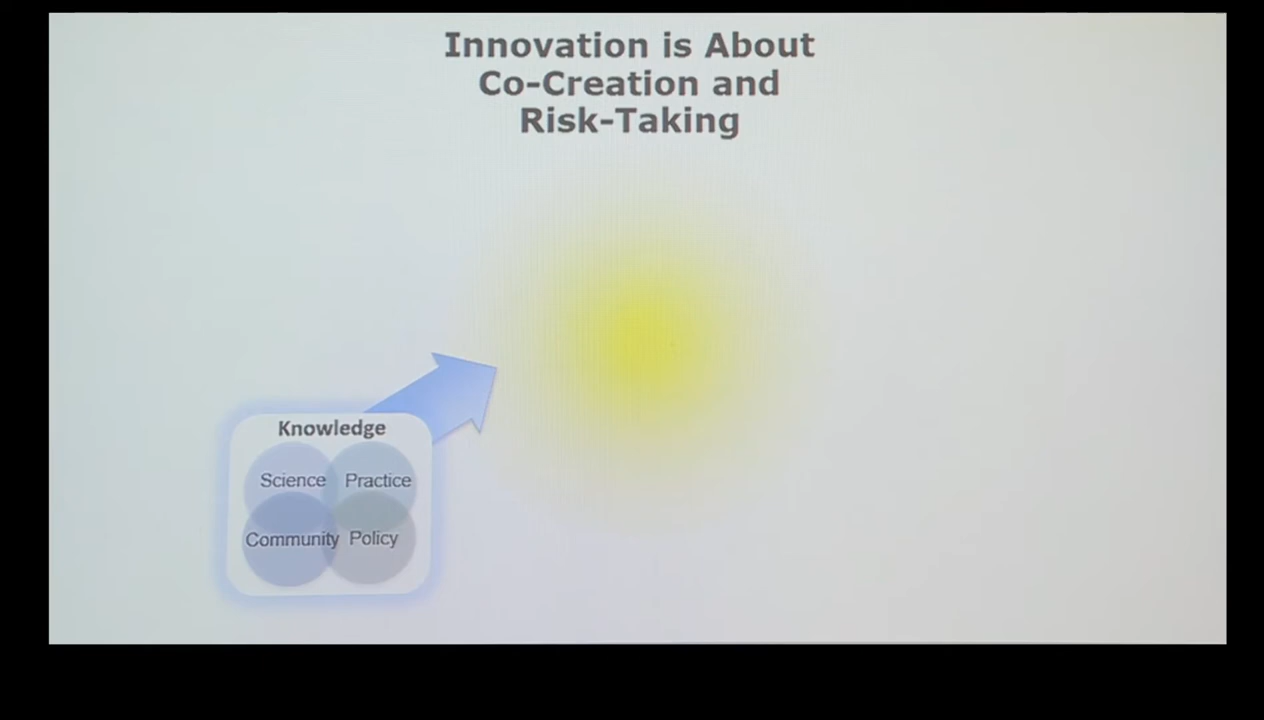 Innovation is About
Co-Creation and
Risk-Taking
Knowledge
Science Practice
Community Policy